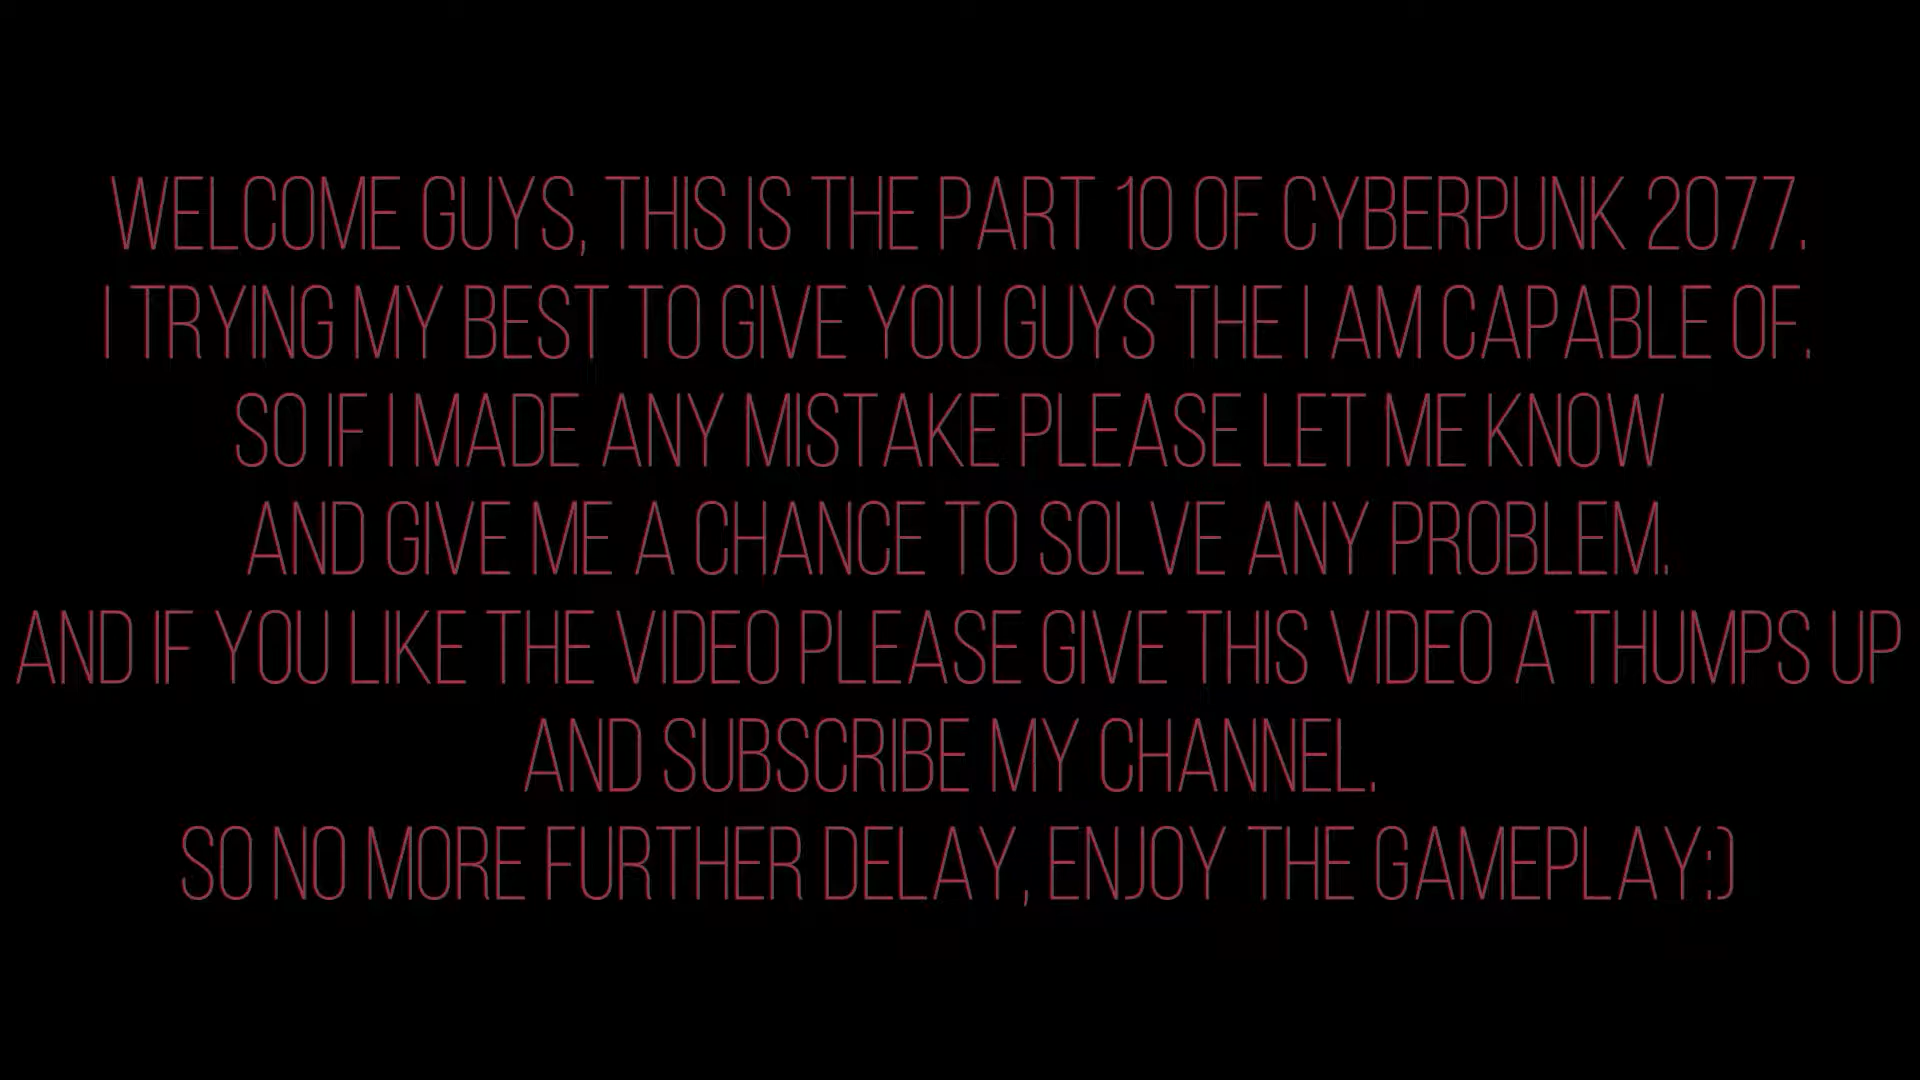 WELCOME GUYS, THIS IS THE PART 10 OF CYBERPUNK 2077.
I TRYING MY BEST TO GIVE YOU GUYS THE I AM CAPABLE OF.
SO IF I MADE ANY MISTAKE PLEASE LET ME KNOW
AND GIVE ME A CHANCE TO SOLVE ANY PROBLEM.
AND IF YOU LIKE THE VIDEO PLEASE GIVE THIS VIDEO A THUMPS UP
AND SUBSCRIBE MY CHANNEL.
SO NO MORE FURTHER DELAY, ENJOY THE GAMEPLAY:)